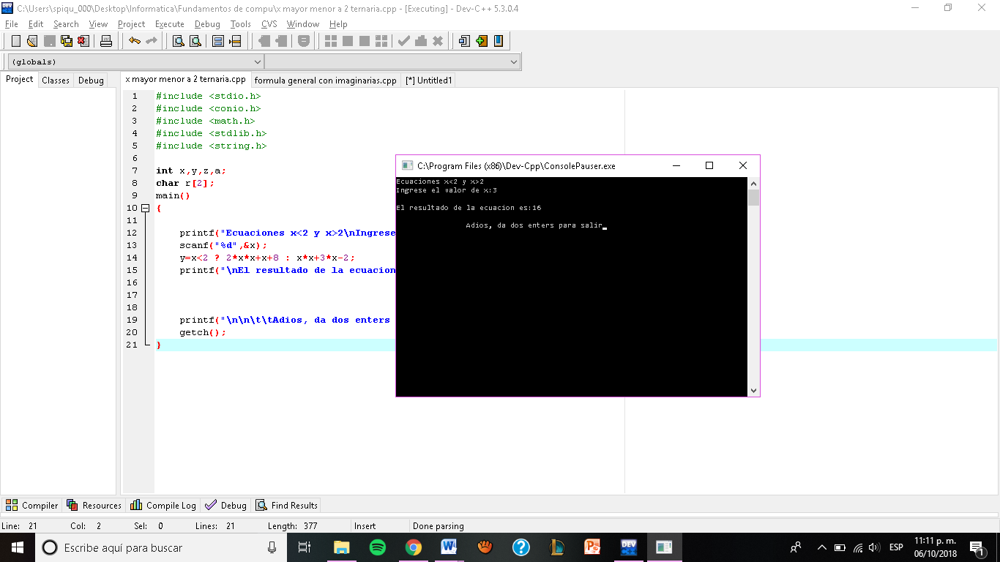 C:\Users\spiqu_000\Desktop\Informatica\Fundamentos de compu\x mayor menor a 2 ternaria.cpp - [Executing] - Dev-C++ 5.3.0.4
File Edit Search View Project Execute Debug Tools CVS Window Help
(globals)
Project Classes Debug x mayor menor a 2 ternaria.cpp formula general con imaginarias.cpp [*] Untitled1
1 #include <stdio.h>
2 #include <conio.h>
3 #include <math.h>
4 #include <stdlib.h>
5 #include <string.h>
6
7 int x,y,z,a;
8 char r[2];
9 main()
10 {
11
12 printf("Ecuaciones x<2 y x>2\nIngrese
13 scanf("%d",&x);
14 y=x<2 ? 2*x*x+x+8 : x*x+3*x-2;
15 printf("\nEl resultado de la ecuacion
16
17
18
19 printf("\n\n\t\tAdios, da dos enters
20 getch();
21 }
C:\Program Files (x86)\Dev-Cpp\ConsolePauser.exe
Ecuaciones x<2 y x>2
Ingrese el valor de x:3
El resultado de la ecuacion es:16
Adios, da dos enters para salir
Compiler Resources Compile Log Debug Find Results
Line: 21 Col: 2 Sel: 0 Lines: 21 Length: 377 Insert Done parsing
Escribe aquí para buscar
ESP
11:11 p. m.
06/10/2018
1